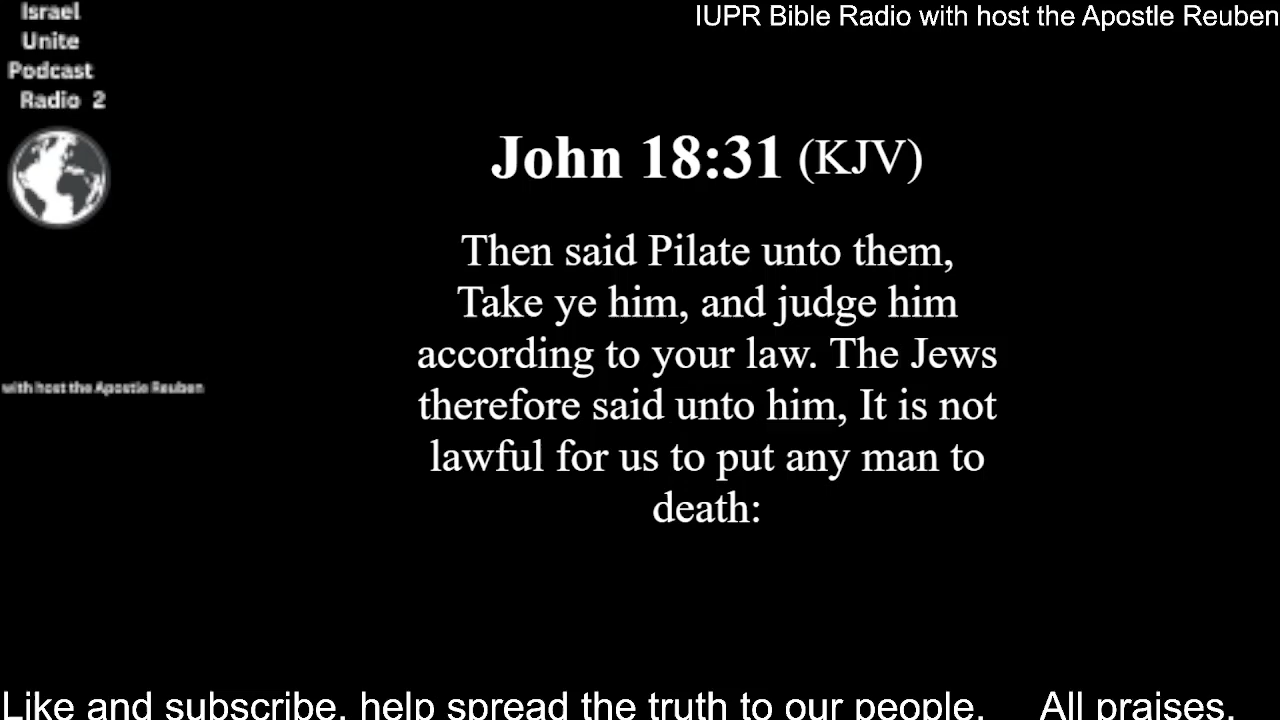 Israel
Unite
Podcast
Radio 2
IUPR Bible Radio with host the Apostle Reuben
John 18:31 (KJV)
Then said Pilate unto them,
Take ye him, and judge him
according to your law. The Jews
therefore said unto him, It is not
lawful for us to put any man to
death:
with host the Apostle Reuben
Like and subscribe, help spread the truth to our people. All praises.